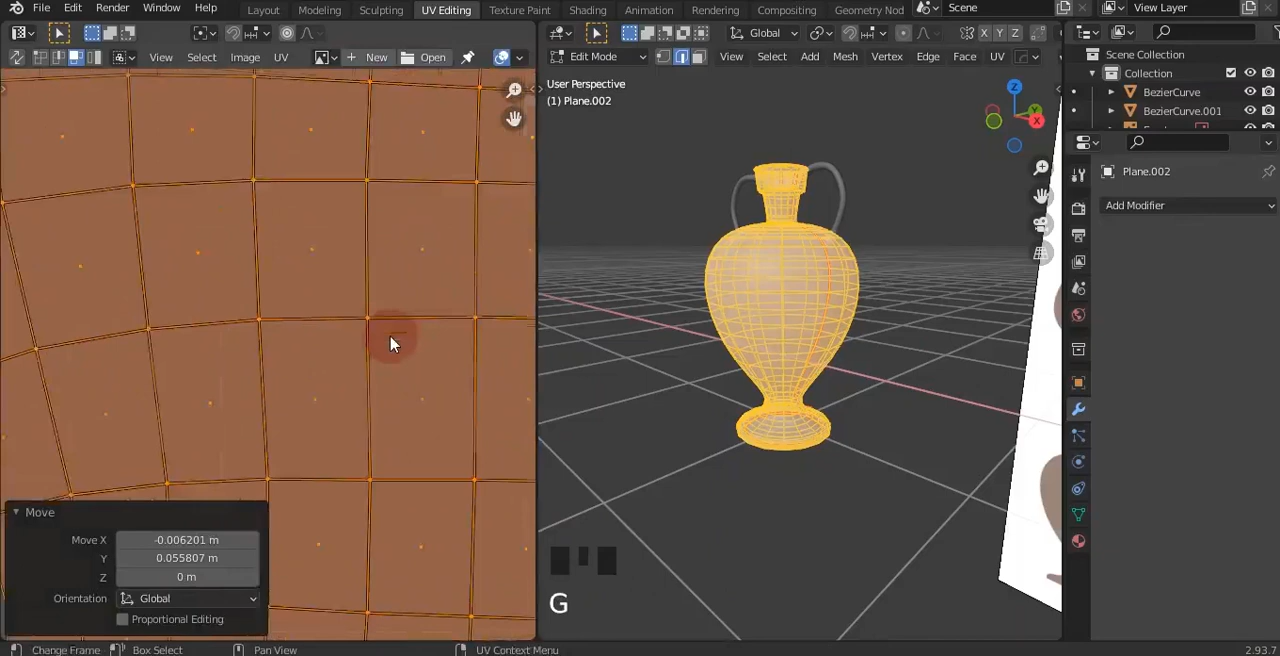 File Edit Render Window Help Layout Modeling Sculpting UV Editing Texture Paint Shading Animation Rendering Compositing Geometry Nod Scene View Layer
Global X Y Z
View Select Image UV New Open Edit Mode View Select Add Mesh Vertex Edge Face UV
Scene Collection
Collection
BezierCurve
BezierCurve.001
User Perspective
(1) Plane.002
Z
Y
X
Plane.002
Add Modifier
Move
Move X -0.006201 m
Y 0.055807 m
Z 0 m
Orientation Global
Proportional Editing
G
Change Frame Box Select Pan View UV Context Menu 2.93.7